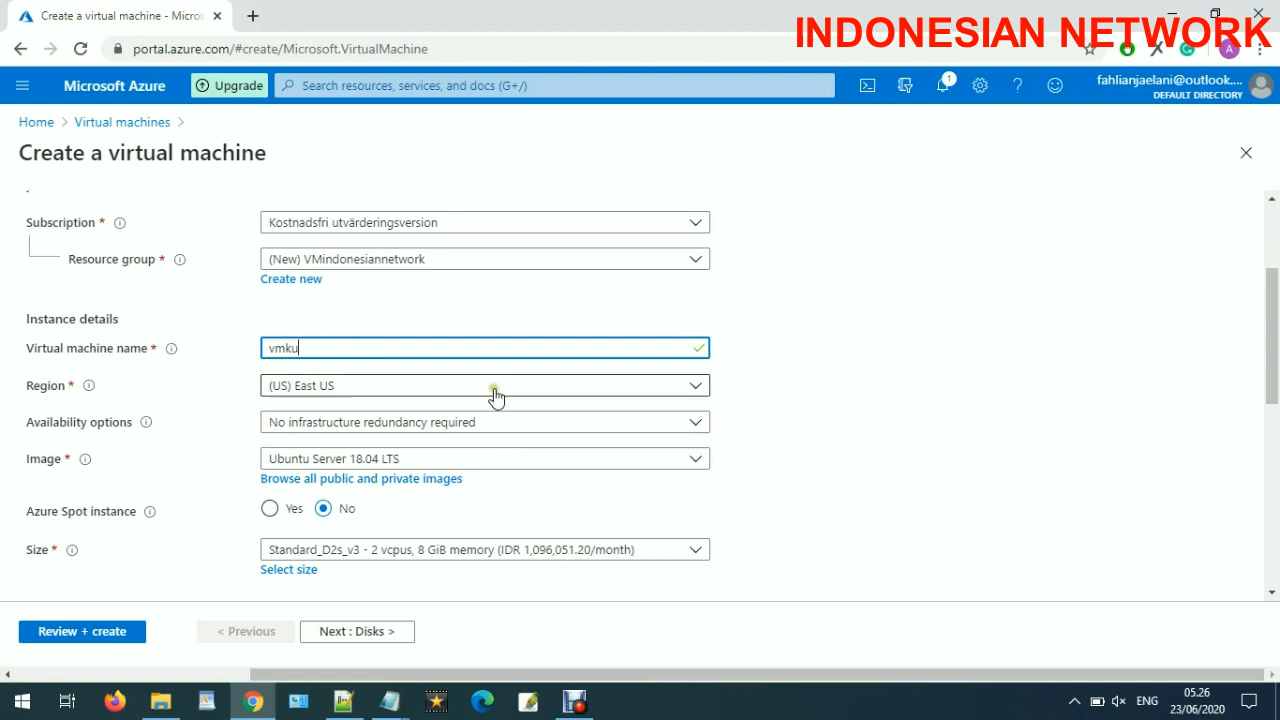 Create a virtual machine - Micros
INDONESIAN NETWORK
portal.azure.com/#create/Microsoft.VirtualMachine
A
Microsoft Azure
Upgrade
Search resources, services, and docs (G+/)
1
fahlianjaelani@outlook....
DEFAULT DIRECTORY
Home > Virtual machines >
Create a virtual machine
Subscription *
Kostnadsfri utvärderingsversion
Resource group *
(New) VMindonesiannetwork
Create new
Instance details
Virtual machine name *
vmku
Region *
(US) East US
Availability options
No infrastructure redundancy required
Image *
Ubuntu Server 18.04 LTS
Browse all public and private images
Azure Spot instance
Yes
No
Size *
Standard_D2s_v3 - 2 vcpus, 8 GiB memory (IDR 1,096,051.20/month)
Select size
Review + create
< Previous
Next : Disks >
ENG
05.26
23/06/2020